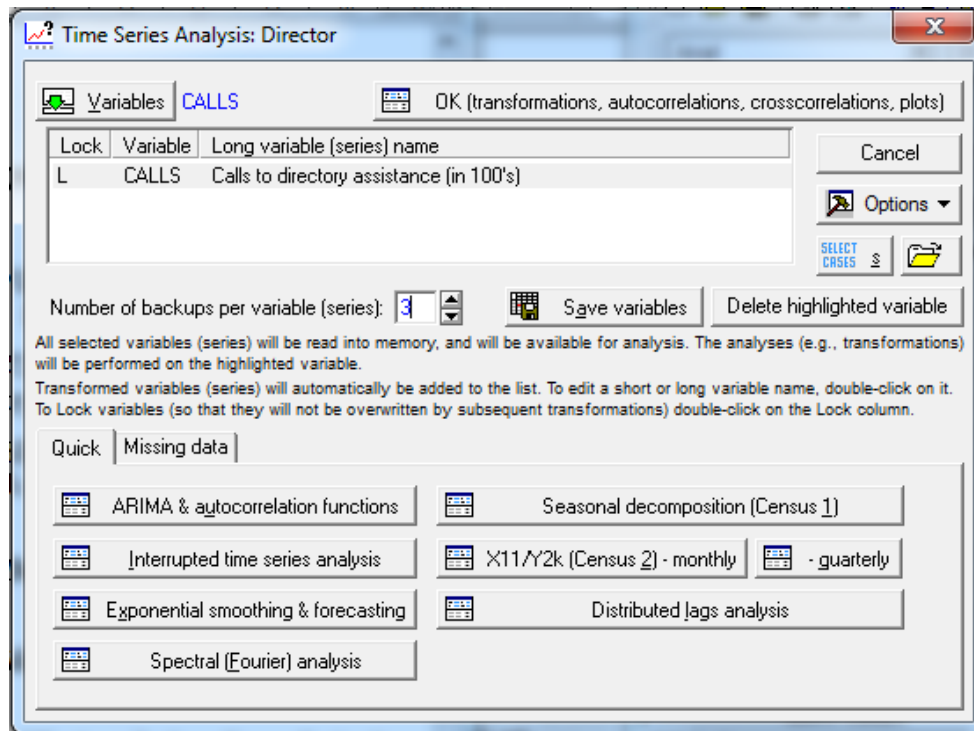 Time Series Analysis: Director
Variables CALLS OK (transformations, autocorrelations, crosscorrelations, plots)
Lock Variable Long variable (series) name
L CALLS Calls to directory assistance (in 100's)
Cancel
Options
SELECT CASES S
Number of backups per variable (series): 3 Save variables Delete highlighted variable
All selected variables (series) will be read into memory, and will be available for analysis. The analyses (e.g., transformations)
will be performed on the highlighted variable.
Transformed variables (series) will automatically be added to the list. To edit a short or long variable name, double-click on it.
To Lock variables (so that they will not be overwritten by subsequent transformations) double-click on the Lock column.
Quick Missing data
ARIMA & autocorrelation functions Seasonal decomposition (Census 1)
Interrupted time series analysis X11/Y2k (Census 2) - monthly - quarterly
Exponential smoothing & forecasting Distributed lags analysis
Spectral (Fourier) analysis